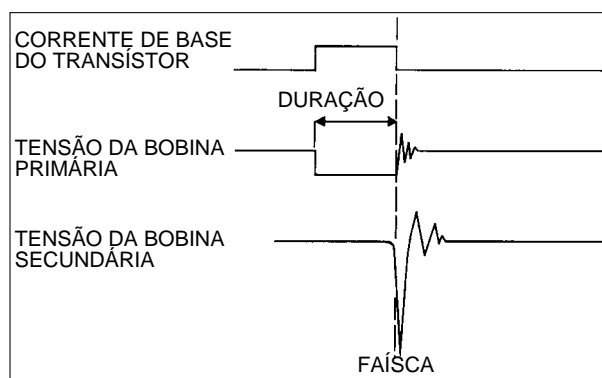 CORRENTE DE BASE
DO TRANSÍSTOR
DURAÇÃO
TENSÃO DA BOBINA
PRIMÁRIA
TENSÃO DA BOBINA
SECUNDÁRIA
FAÍSCA